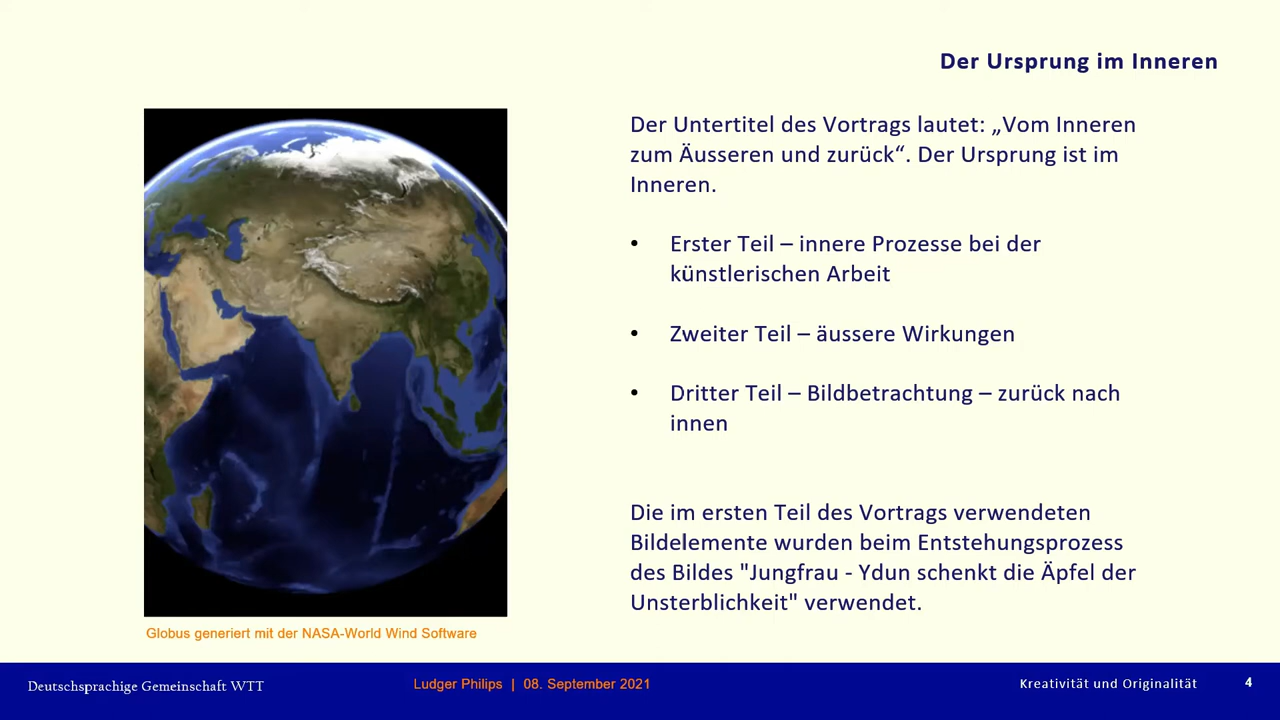 Der Ursprung im Inneren
Der Untertitel des Vortrags lautet: „Vom Inneren
zum Äusseren und zurück“. Der Ursprung ist im
Inneren.
• Erster Teil – innere Prozesse bei der
künstlerischen Arbeit
• Zweiter Teil – äussere Wirkungen
• Dritter Teil – Bildbetrachtung – zurück nach
innen
Die im ersten Teil des Vortrags verwendeten
Bildelemente wurden beim Entstehungsprozess
des Bildes "Jungfrau - Ydun schenkt die Äpfel der
Unsterblichkeit" verwendet.
Globus generiert mit der NASA-World Wind Software
Deutschsprachige Gemeinschaft WTT
Ludger Philips | 08. September 2021
Kreativität und Originalität
4